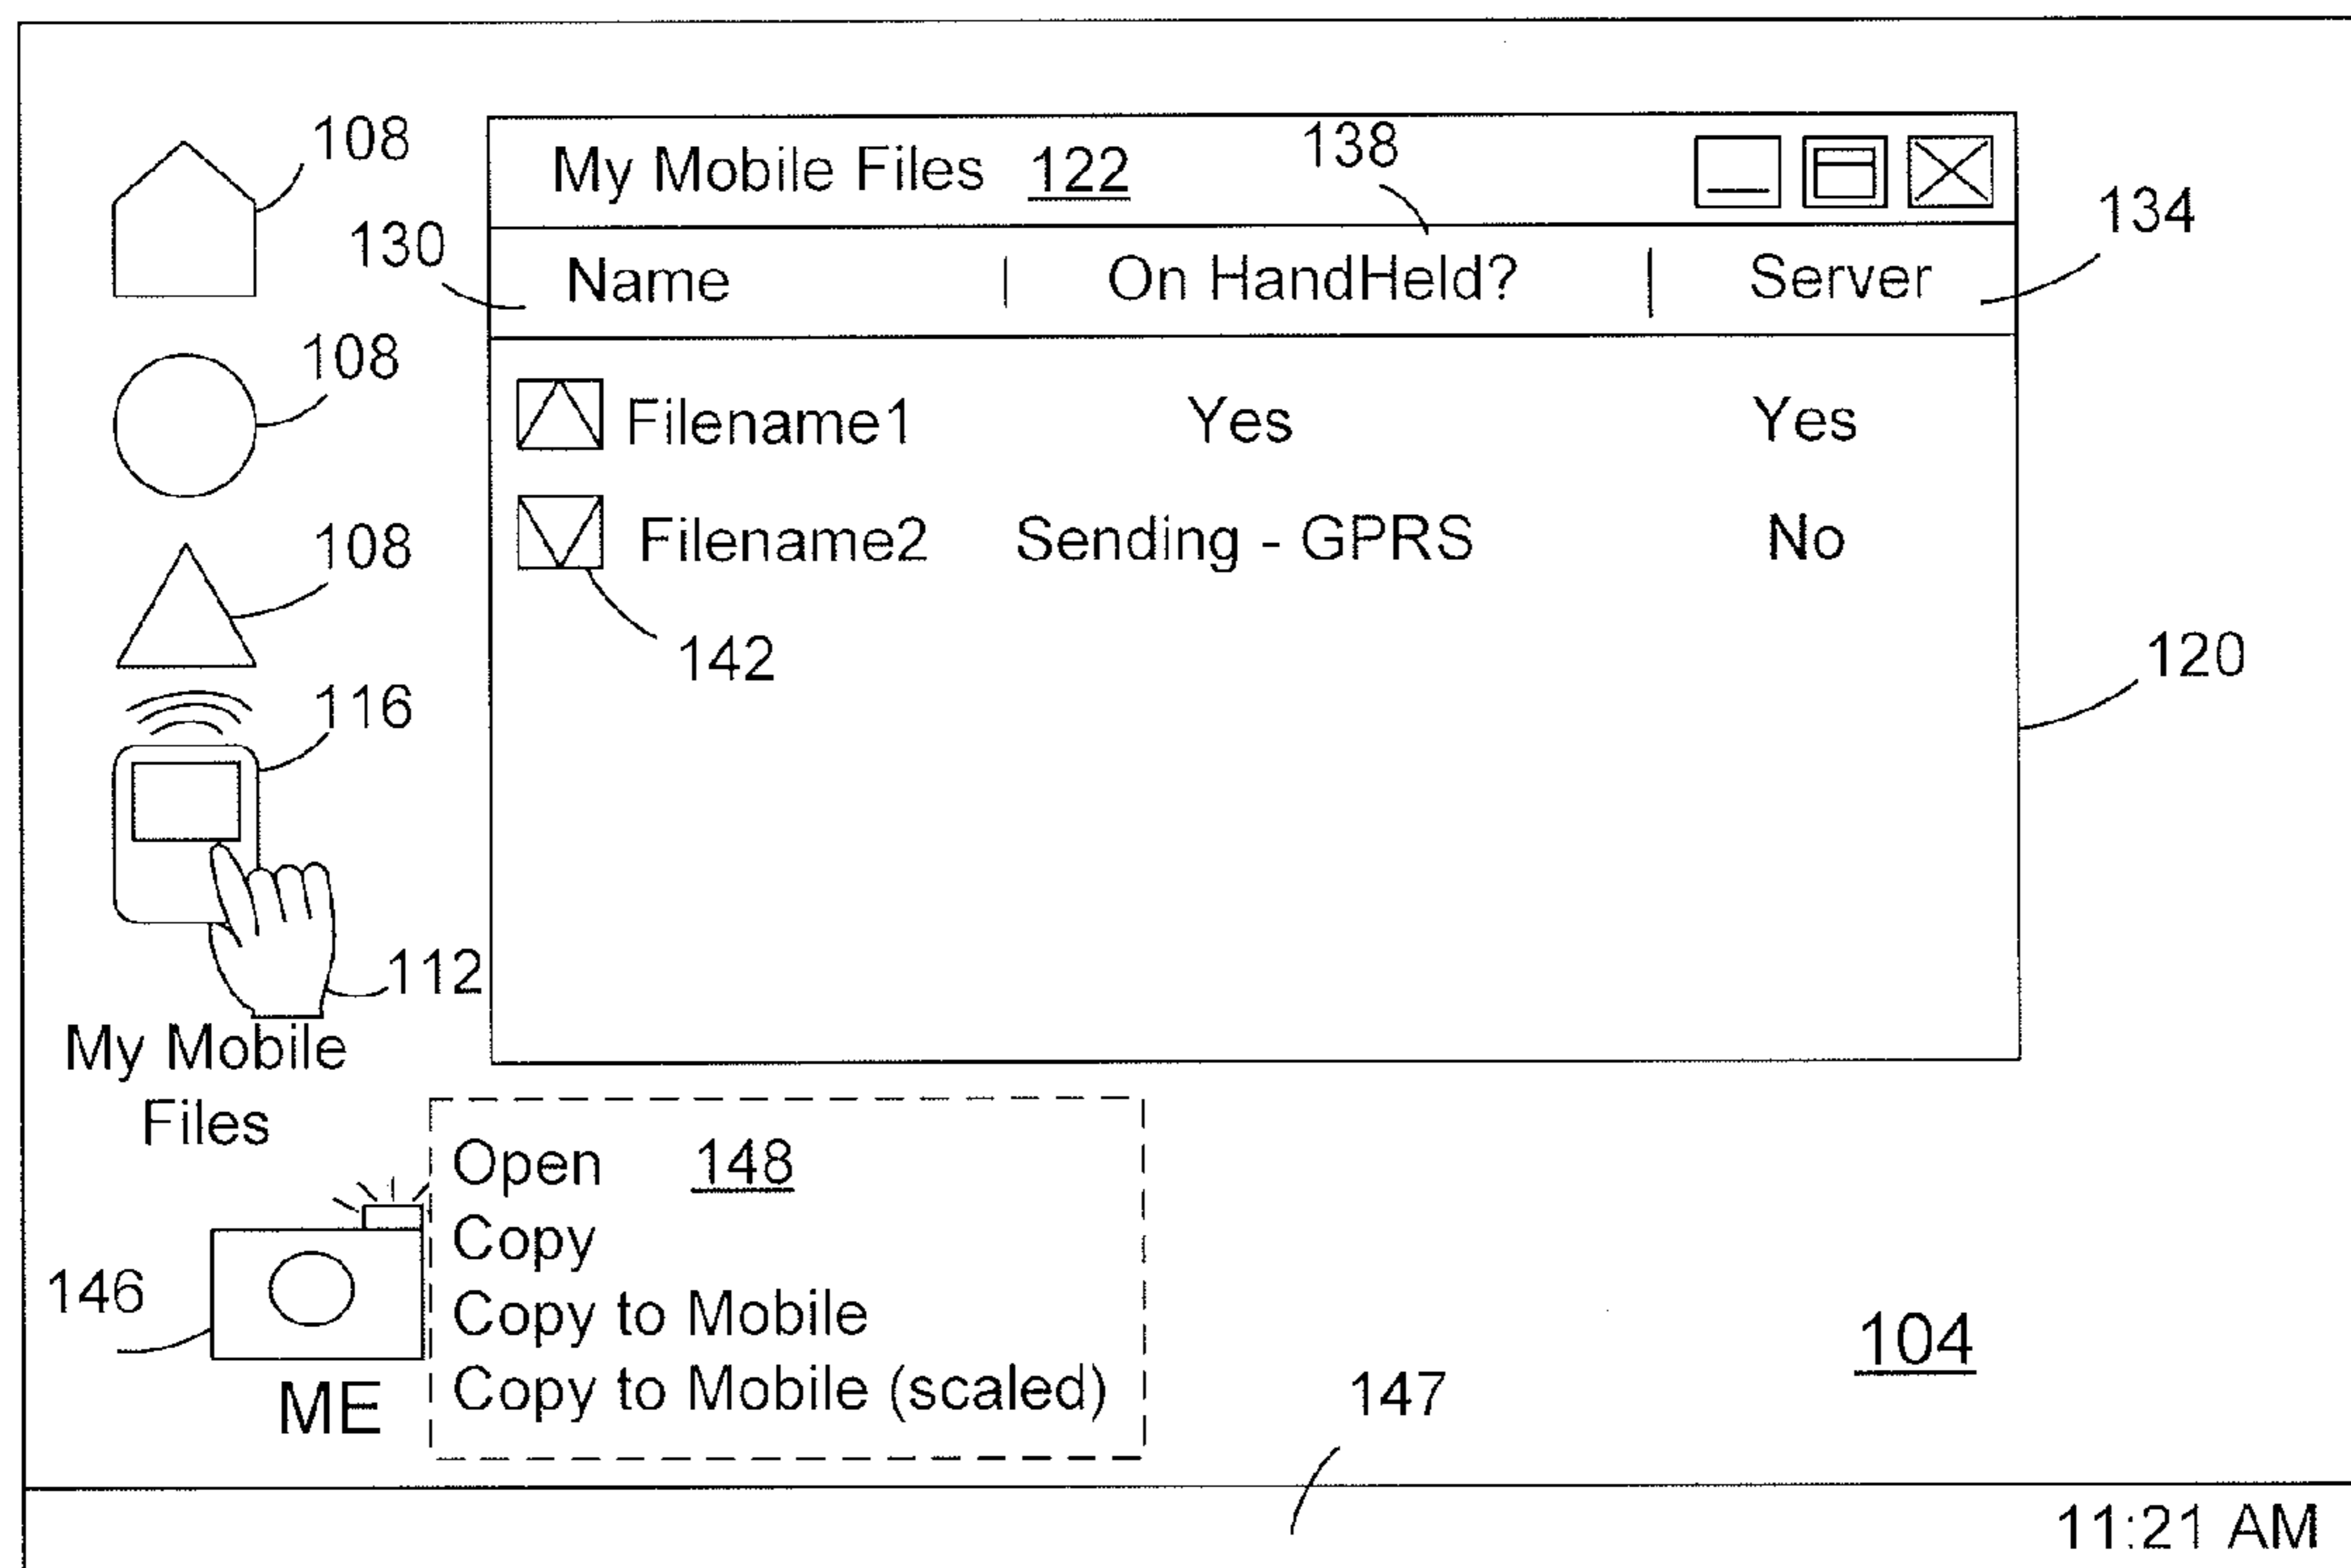 108
My Mobile Files 122
138
134
130
Name | On HandHeld? | Server
108
Filename1 Yes Yes
108
Filename2 Sending - GPRS No
142
120
116
112
My Mobile
Files
Open 148
Copy
146
Copy to Mobile
104
ME
Copy to Mobile (scaled)
147
11:21 AM